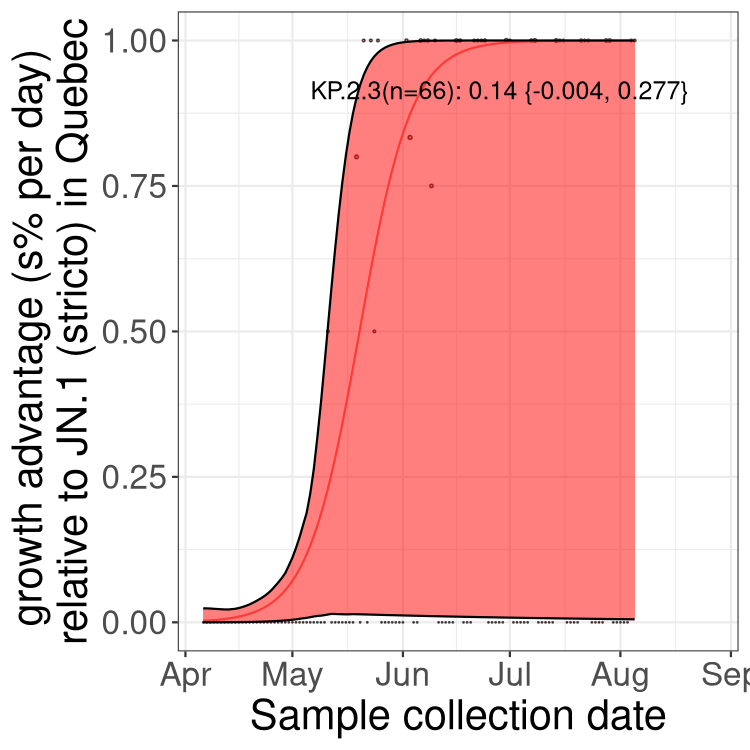 growth advantage (s% per day)
relative to JN.1 (stricto) in Quebec
1.00
0.75
0.50
0.25
0.00
KP.2.3(n=66): 0.14 {-0.004, 0.277}
Apr May Jun Jul Aug Sep
Sample collection date